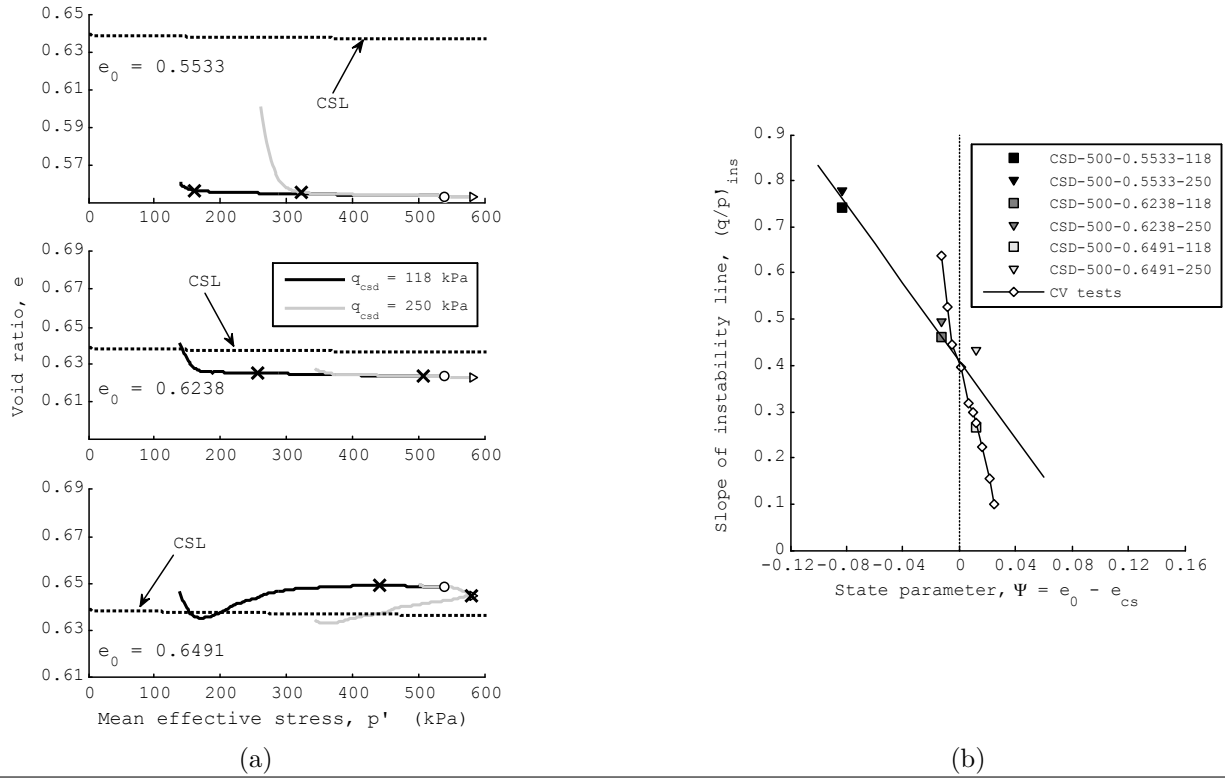 0.65
0.63
0.61
0.59
0.57
e0 = 0.5533
CSL
0 100 200 300 400 500 600
0.69
0.67
0.65
0.63
0.61
CSL
qcsd = 118 kPa
qcsd = 250 kPa
e0 = 0.6238
0 100 200 300 400 500 600
Void ratio, e
0.69
0.67
0.65
0.63
0.61
CSL
e0 = 0.6491
0 100 200 300 400 500 600
Mean effective stress, p' (kPa)
(a)
0.9
0.8
0.7
0.6
0.5
0.4
0.3
0.2
0.1
0
Slope of instability line, (q/p')ins
CSD-500-0.5533-118
CSD-500-0.5533-250
CSD-500-0.6238-118
CSD-500-0.6238-250
CSD-500-0.6491-118
CSD-500-0.6491-250
CV tests
-0.12 -0.08 -0.04 0 0.04 0.08 0.12 0.16
State parameter, Ψ = e0 - ecs
(b)